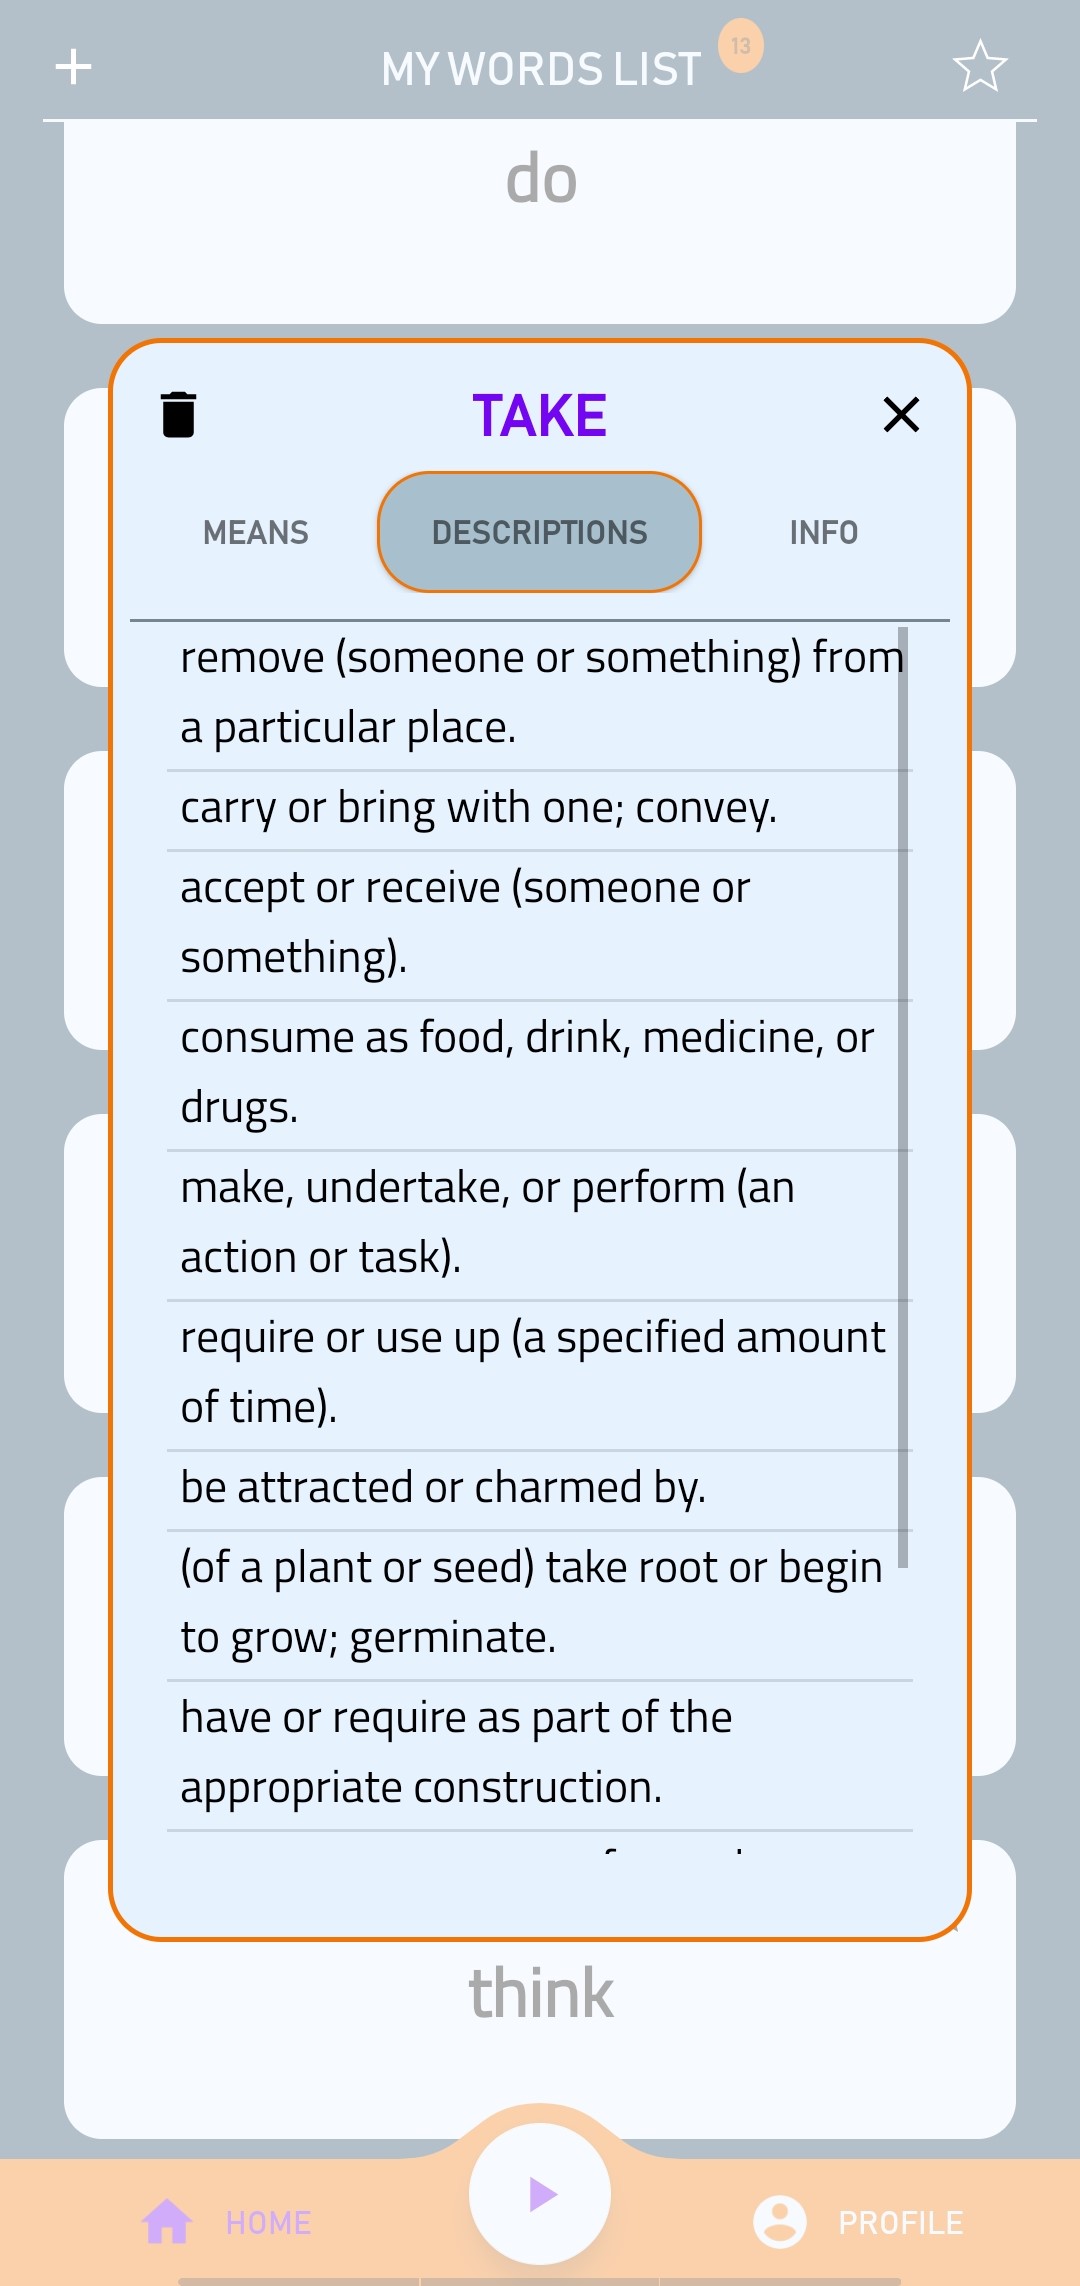 MY WORDS LIST
13
do
TAKE
MEANS
DESCRIPTIONS
INFO
remove (someone or something) from
a particular place.
carry or bring with one; convey.
accept or receive (someone or
something).
consume as food, drink, medicine, or
drugs.
make, undertake, or perform (an
action or task).
require or use up (a specified amount
of time).
be attracted or charmed by.
(of a plant or seed) take root or begin
to grow; germinate.
have or require as part of the
appropriate construction.
think
HOME
PROFILE